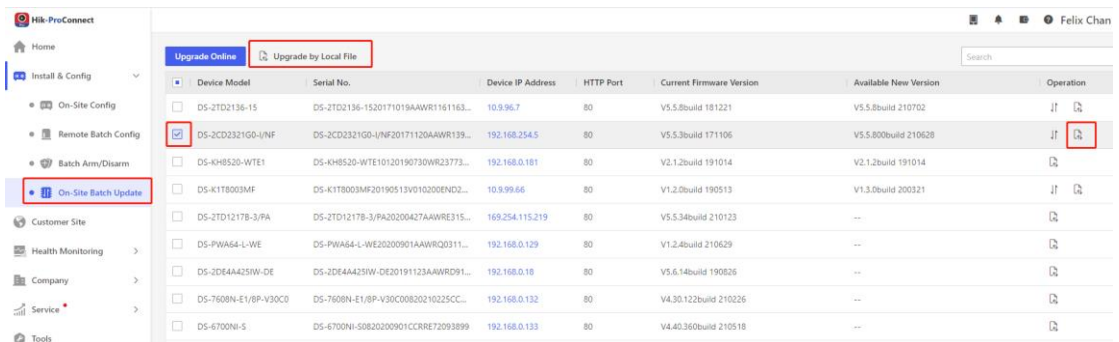 Hik-ProConnect
Felix Chan
Home
Install & Config
On-Site Config
Remote Batch Config
Batch Arm/Disarm
On-Site Batch Update
Customer Site
Health Monitoring
Company
Service
Tools
Upgrade Online Upgrade by Local File Search
Device Model Serial No. Device IP Address HTTP Port Current Firmware Version Available New Version Operation
DS-2TD2136-15 DS-2TD2136-1520171019AAWR1161163... 10.9.96.7 80 V5.5.8build 181221 V5.5.8build 210702
DS-2CD2321G0-I/NF DS-2CD2321G0-I/NF20171120AAWR139... 192.168.254.5 80 V5.5.3build 171106 V5.5.800build 210628
DS-KH8520-WTE1 DS-KH8520-WTE10120190730WR23773... 192.168.0.181 80 V2.1.2build 191014 V2.1.2build 191014
DS-K1T8003MF DS-K1T8003MF20190513V010200END2... 10.9.99.66 80 V1.2.0build 190513 V1.3.0build 200321
DS-2TD1217B-3/PA DS-2TD1217B-3/PA20200427AAWRE315... 169.254.115.219 80 V5.5.34build 210123 --
DS-PWA64-L-WE DS-PWA64-L-WE20200901AAWRQ0311... 192.168.0.129 80 V1.2.4build 210629 --
DS-2DE4A425IW-DE DS-2DE4A425IW-DE20191123AAWRD91... 192.168.0.18 80 V5.6.14build 190826 --
DS-7608N-E1/8P-V30C0 DS-7608N-E1/8P-V30C00820210225CC... 192.168.0.132 80 V4.30.122build 210226 --
DS-6700NI-S DS-6700NI-S0820200901CCRRE72093899 192.168.0.133 80 V4.40.360build 210518 --